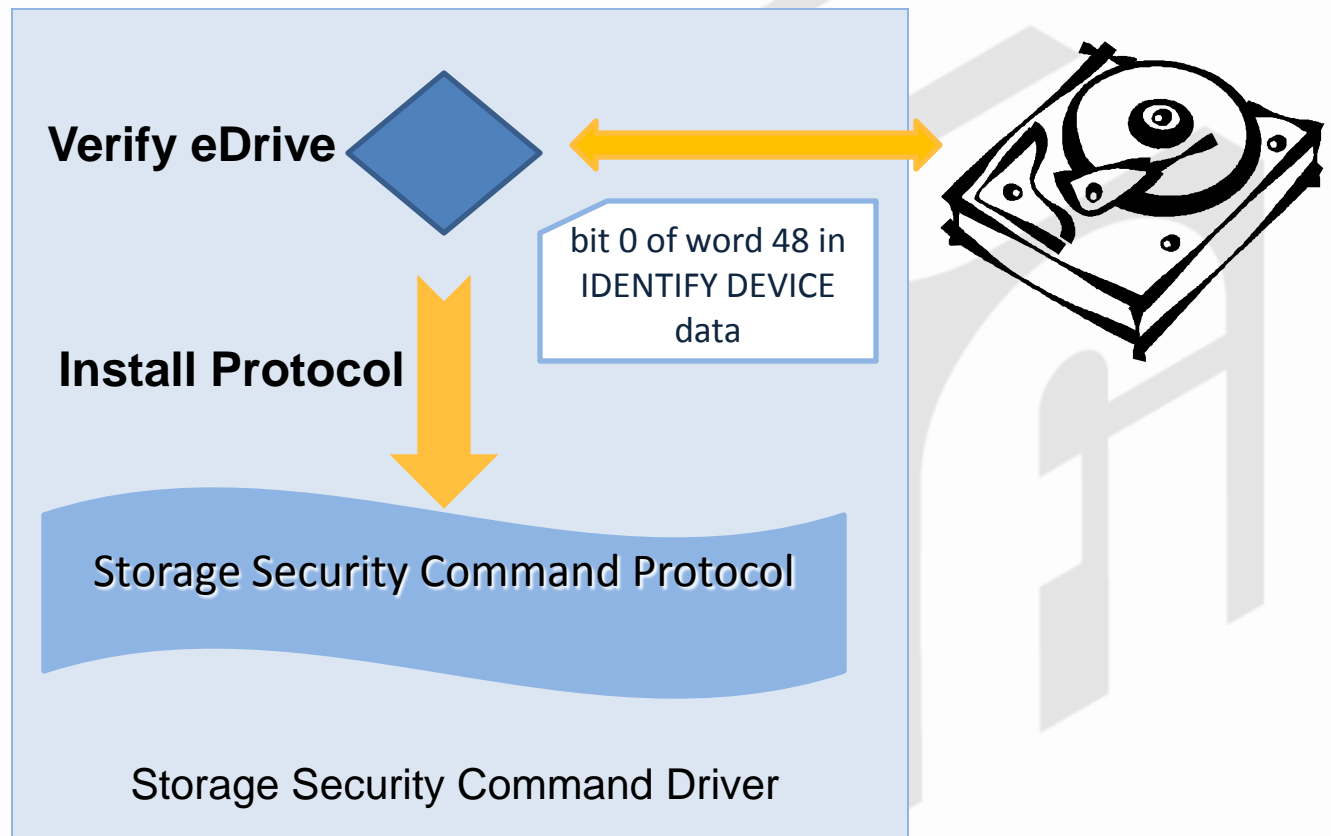 Verify eDrive
bit 0 of word 48 in
IDENTIFY DEVICE
data
Install Protocol
Storage Security Command Protocol
Storage Security Command Driver